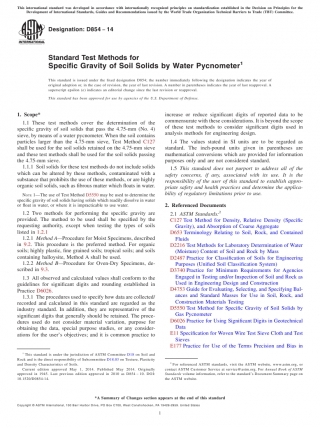 This international standard was developed in accordance with internationally recognized principles on standardization established in the Decision on Principles for the
Development of International Standards, Guides and Recommendations issued by the World Trade Organization Technical Barriers to Trade (TBT) Committee.
Designation: D854 − 14
INTERNATIONAL
Standard Test Methods for
Specific Gravity of Soil Solids by Water Pycnometer¹
This standard is issued under the fixed designation D854; the number immediately following the designation indicates the year of
original adoption or, in the case of revision, the year of last revision. A number in parentheses indicates the year of last reapproval. A
superscript epsilon (ε) indicates an editorial change since the last revision or reapproval.
This standard has been approved for use by agencies of the U.S. Department of Defense.
1. Scope*
1.1 These test methods cover the determination of the
specific gravity of soil solids that pass the 4.75-mm (No. 4)
sieve, by means of a water pycnometer. When the soil contains
particles larger than the 4.75-mm sieve, Test Method C127
shall be used for the soil solids retained on the 4.75-mm sieve
and these test methods shall be used for the soil solids passing
the 4.75-mm sieve.
1.1.1 Soil solids for these test methods do not include solids
which can be altered by these methods, contaminated with a
substance that prohibits the use of these methods, or are highly
organic soil solids, such as fibrous matter which floats in water.
NOTE 1—The use of Test Method D5550 may be used to determine the
specific gravity of soil solids having solids which readily dissolve in water
or float in water, or where it is impracticable to use water.
1.2 Two methods for performing the specific gravity are
provided. The method to be used shall be specified by the
requesting authority, except when testing the types of soils
listed in 1.2.1
1.2.1 Method A—Procedure for Moist Specimens, described
in 9.2. This procedure is the preferred method. For organic
soils; highly plastic, fine grained soils; tropical soils; and soils
containing halloysite, Method A shall be used.
1.2.2 Method B—Procedure for Oven-Dry Specimens, de-
scribed in 9.3.
1.3 All observed and calculated values shall conform to the
guidelines for significant digits and rounding established in
Practice D6026.
1.3.1 The procedures used to specify how data are collected/
recorded and calculated in this standard are regarded as the
industry standard. In addition, they are representative of the
significant digits that generally should be retained. The proce-
dures used do not consider material variation, purpose for
obtaining the data, special purpose studies, or any consider-
ations for the user's objectives; and it is common practice to
¹ This standard is under the jurisdiction of ASTM Committee D18 on Soil and
Rock and is the direct responsibility of Subcommittee D18.03 on Texture, Plasticity
and Density Characteristics of Soils.
Current edition approved May 1, 2014. Published May 2014. Originally
approved in 1945. Last previous edition approved in 2010 as D854 – 10. DOI:
10.1520/D0854-14.
increase or reduce significant digits of reported data to be
commensurate with these considerations. It is beyond the scope
of these test methods to consider significant digits used in
analysis methods for engineering design.
1.4 The values stated in SI units are to be regarded as
standard. The inch-pound units given in parentheses are
mathematical conversions which are provided for information
purposes only and are not considered standard.
1.5 This standard does not purport to address all of the
safety concerns, if any, associated with its use. It is the
responsibility of the user of this standard to establish appro-
priate safety and health practices and determine the applica-
bility of regulatory limitations prior to use.
2. Referenced Documents
2.1 ASTM Standards:²
C127 Test Method for Density, Relative Density (Specific
Gravity), and Absorption of Coarse Aggregate
D653 Terminology Relating to Soil, Rock, and Contained
Fluids
D2216 Test Methods for Laboratory Determination of Water
(Moisture) Content of Soil and Rock by Mass
D2487 Practice for Classification of Soils for Engineering
Purposes (Unified Soil Classification System)
D3740 Practice for Minimum Requirements for Agencies
Engaged in Testing and/or Inspection of Soil and Rock as
Used in Engineering Design and Construction
D4753 Guide for Evaluating, Selecting, and Specifying Bal-
ances and Standard Masses for Use in Soil, Rock, and
Construction Materials Testing
D5550 Test Method for Specific Gravity of Soil Solids by
Gas Pycnometer
D6026 Practice for Using Significant Digits in Geotechnical
Data
E11 Specification for Woven Wire Test Sieve Cloth and Test
Sieves
E177 Practice for Use of the Terms Precision and Bias in
² For referenced ASTM standards, visit the ASTM website, www.astm.org, or
contact ASTM Customer Service at service@astm.org. For Annual Book of ASTM
Standards volume information, refer to the standard's Document Summary page on
the ASTM website.
*A Summary of Changes section appears at the end of this standard
Copyright © ASTM International, 100 Barr Harbor Drive, PO Box C700, West Conshohocken, PA 19428-2959. United States
1